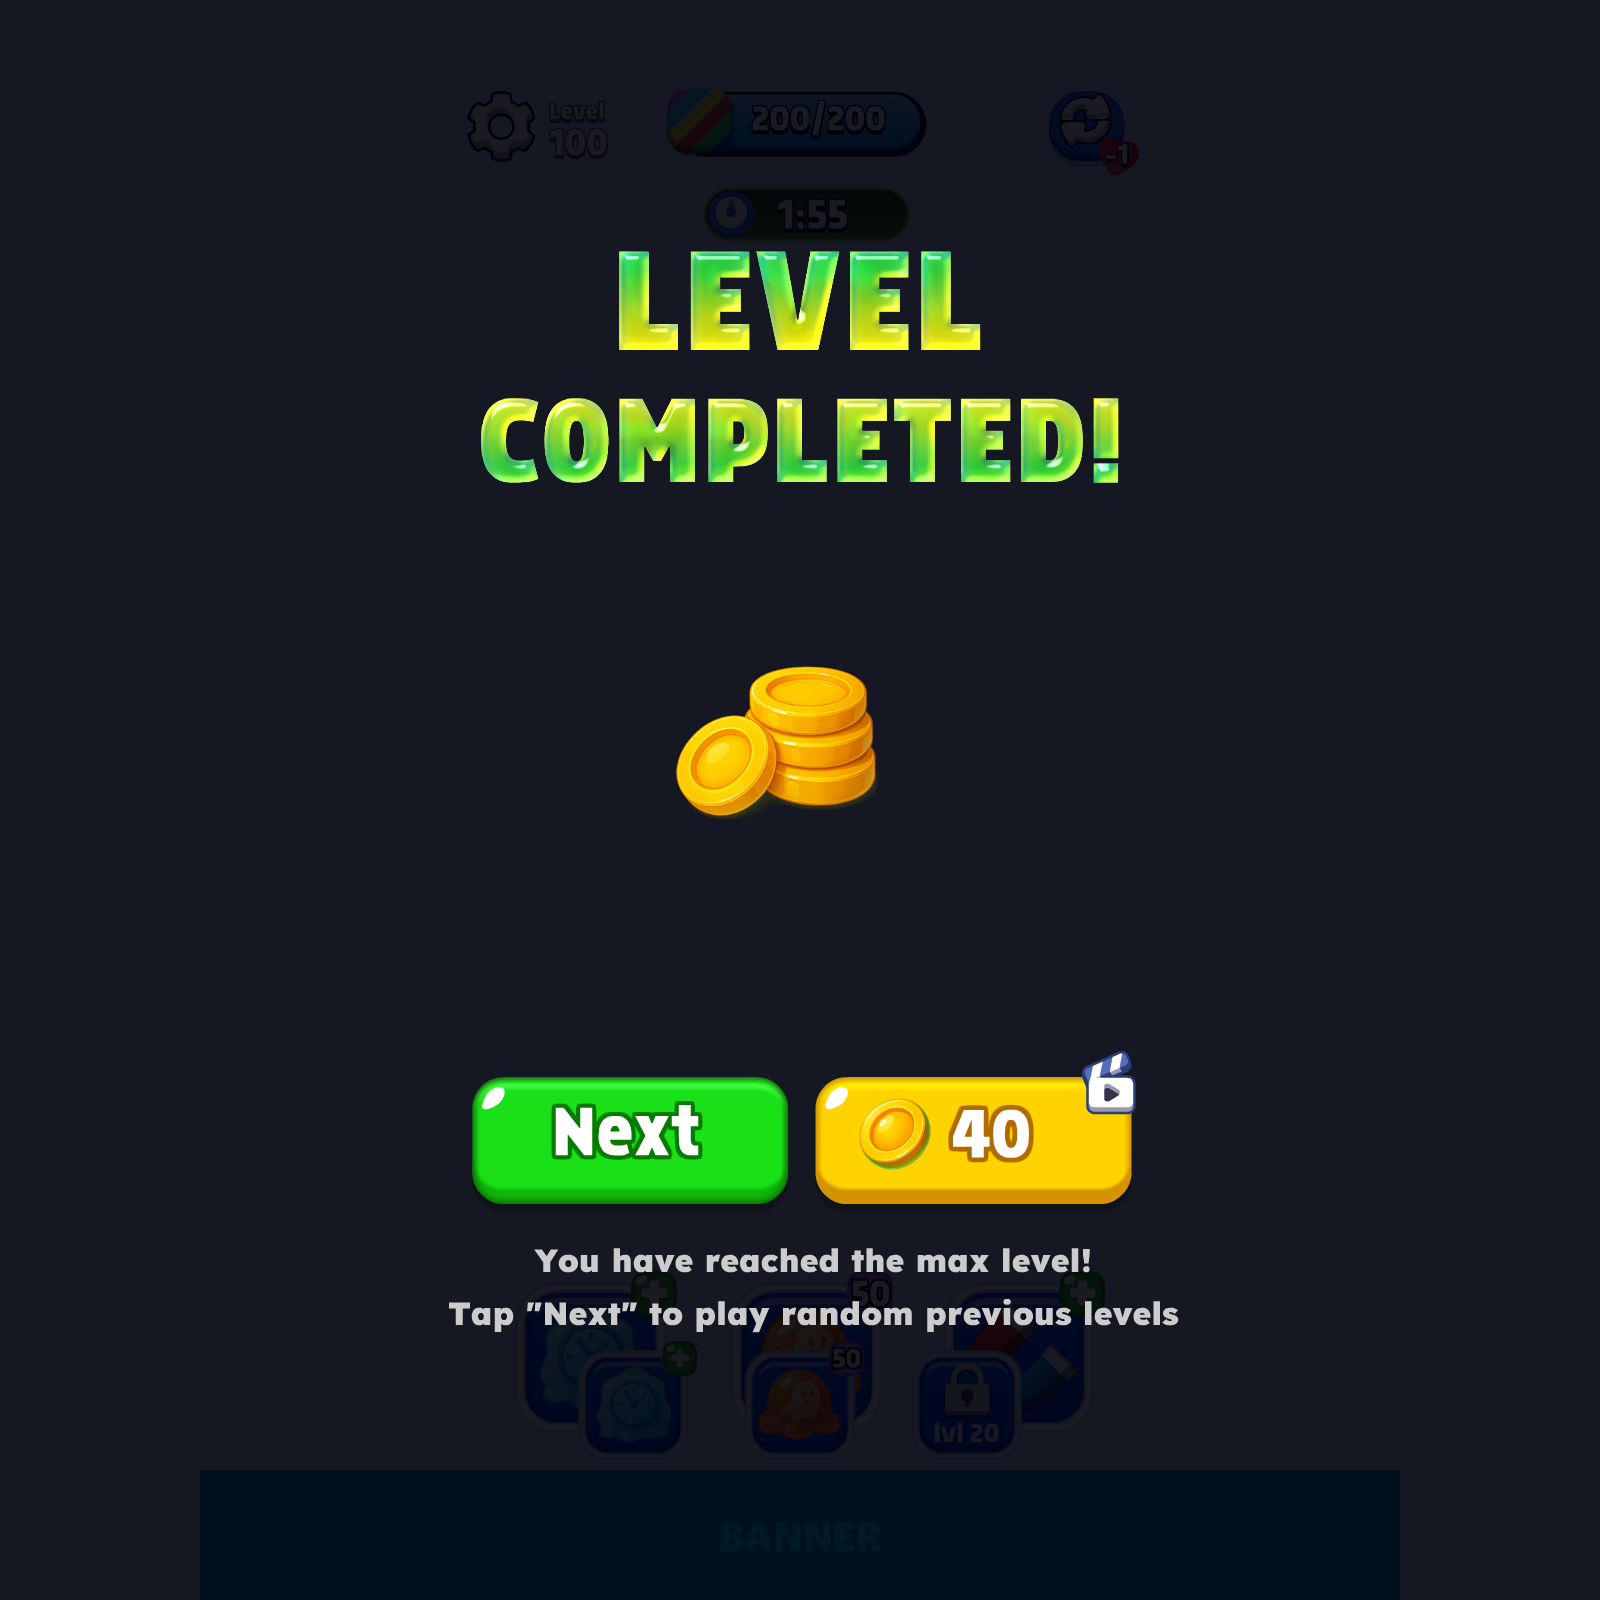 Level
100
200/200
-1
1:55
LEVEL
COMPLETED!
Next
40
You have reached the max level!
Tap "Next" to play random previous levels
50
50
lvl 20
BANNER